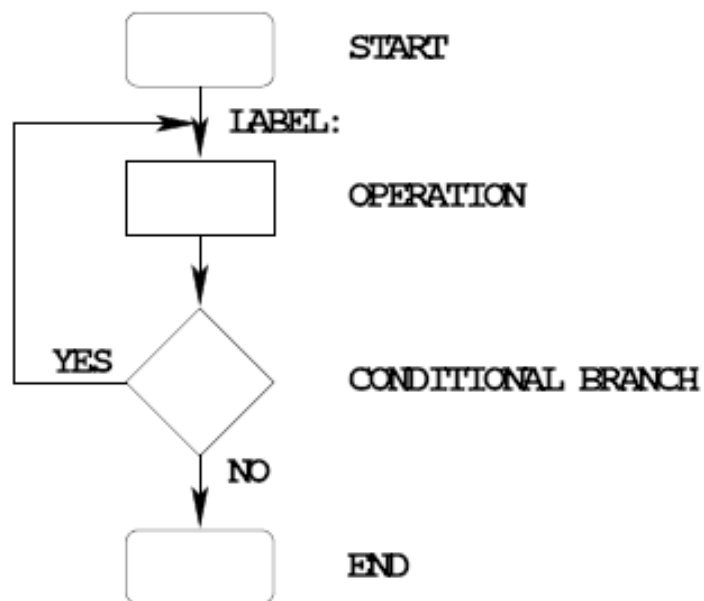 START
LABEL:
OPERATION
YES
CONDITIONAL BRANCH
NO
END